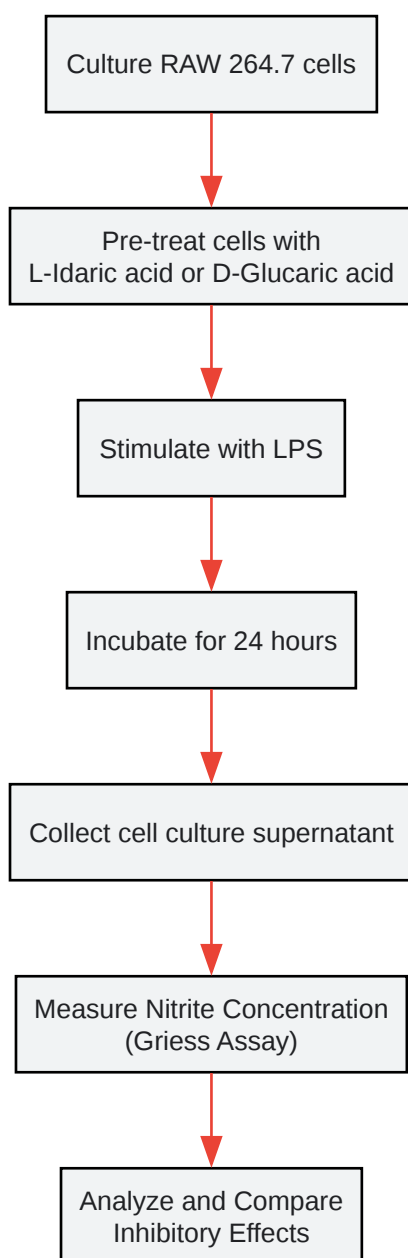 Culture RAW 264.7 cells
Pre-treat cells with
L-Idaric acid or D-Glucaric acid
Stimulate with LPS
Incubate for 24 hours
Collect cell culture supernatant
Measure Nitrite Concentration
(Griess Assay)
Analyze and Compare
Inhibitory Effects